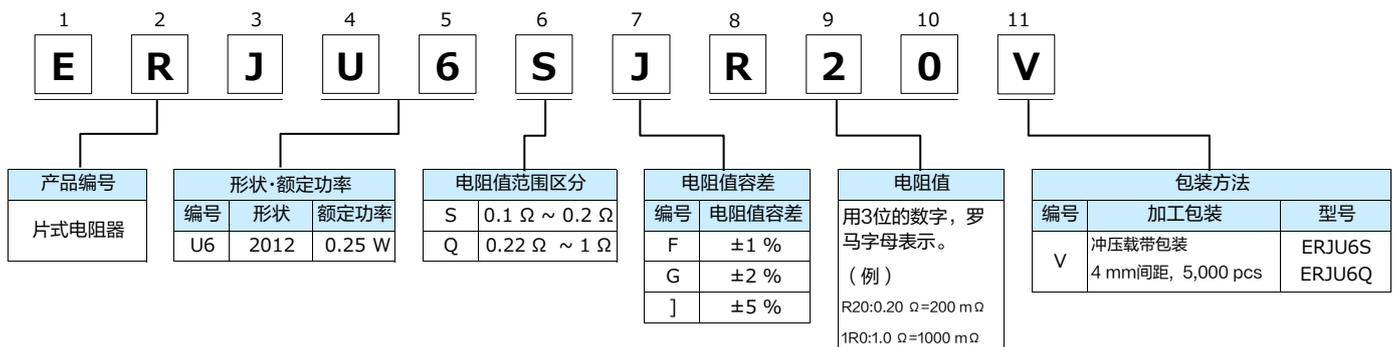 1 2 3 4 5 6 7 8 9 10 11
E R J U 6 S J R 2 0 V
产品编号
片式电阻器
形状·额定功率
编号 形状 额定功率
U6 2012 0.25 W
电阻值范围区分
S 0.1 Ω ~ 0.2 Ω
Q 0.22 Ω ~ 1 Ω
电阻值容差
编号 电阻值容差
F ±1 %
G ±2 %
] ±5 %
电阻值
用3位的数字，罗
马字母表示。
（例）
R20:0.20 Ω=200 mΩ
1R0:1.0 Ω=1000 mΩ
包装方法
编号 加工包装 型号
V
冲压载带包装 ERJU6S
4 mm间距，5,000 pcs ERJU6Q